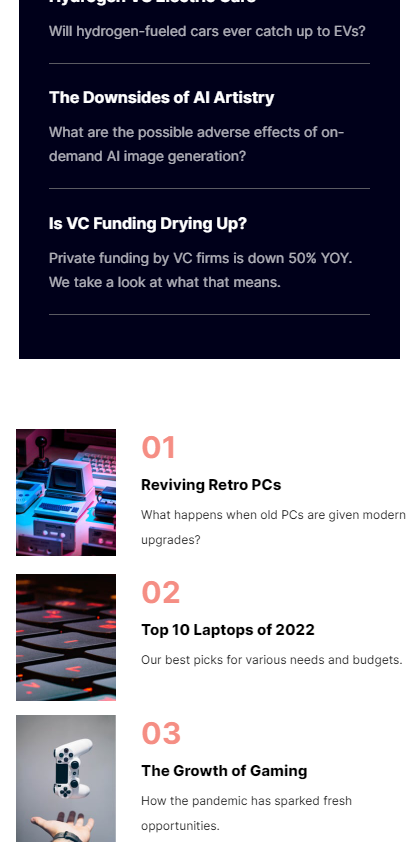 Hydrogen VS Electric Cars
Will hydrogen-fueled cars ever catch up to EVs?
The Downsides of AI Artistry
What are the possible adverse effects of on-
demand AI image generation?
Is VC Funding Drying Up?
Private funding by VC firms is down 50% YOY.
We take a look at what that means.
01
Reviving Retro PCs
What happens when old PCs are given modern
upgrades?
02
Top 10 Laptops of 2022
Our best picks for various needs and budgets.
03
The Growth of Gaming
How the pandemic has sparked fresh
opportunities.